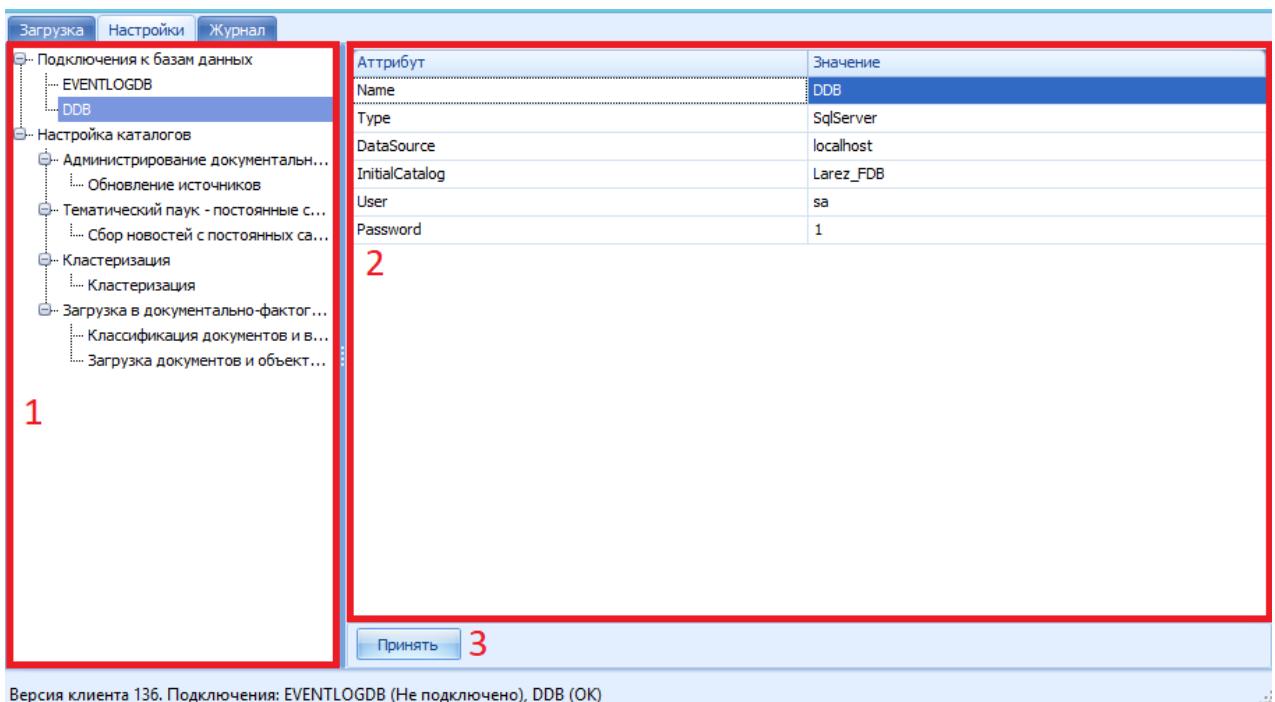 Загрузка Настройки Журнал
Подключения к базам данных
EVENTLOGDB
DDB
Настройка каталогов
Администрирование документальн...
Обновление источников
Тематический паук - постоянные с...
Сбор новостей с постоянных са...
Кластеризация
Кластеризация
Загрузка в документально-фактог...
Классификация документов и в...
Загрузка документов и объект...
1
Аттрибут Значение
Name DDB
Type SqlServer
DataSource localhost
InitialCatalog Larez_FDB
User sa
Password 1
2
Принять 3
Версия клиента 136. Подключения: EVENTLOGDB (Не подключено), DDB (OK)